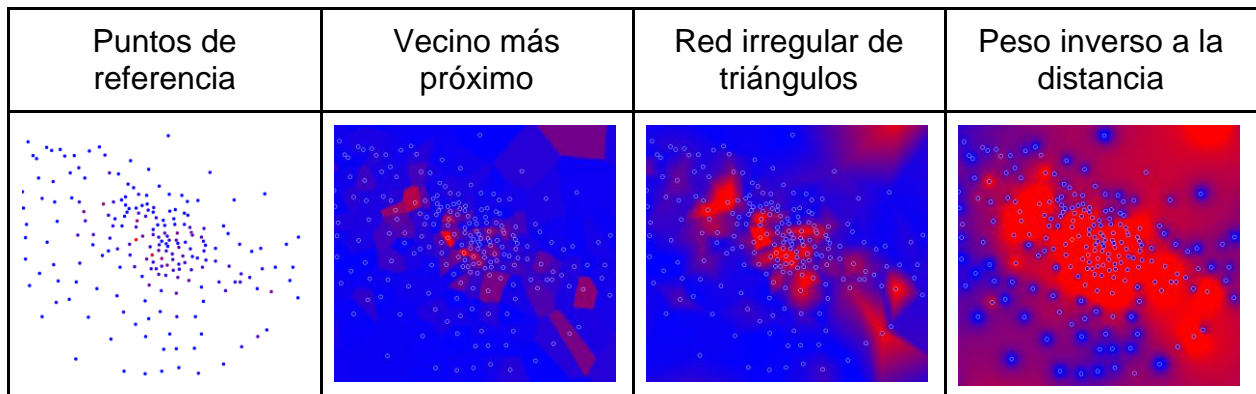 Puntos de
referencia
Vecino más
próximo
Red irregular de
triángulos
Peso inverso a la
distancia